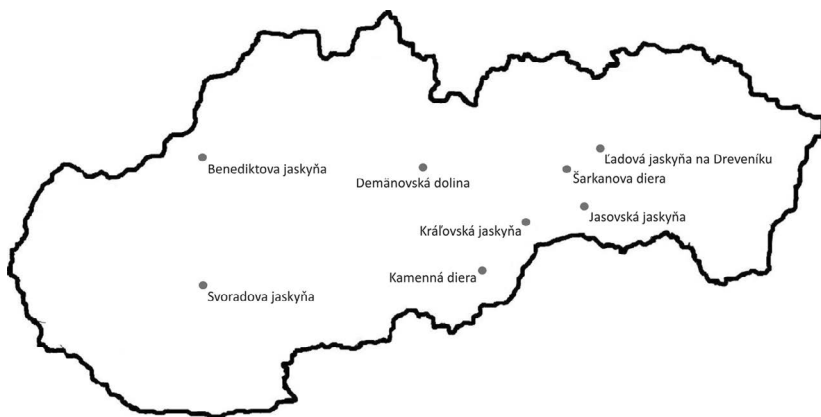 Ľadová jaskyňa na Dreveníku
Benediktova jaskyňa
Šarkanova diera
Demänovská dolina
Jasovská jaskyňa
Kráľovská jaskyňa
Kamenná diera
Svoradova jaskyňa